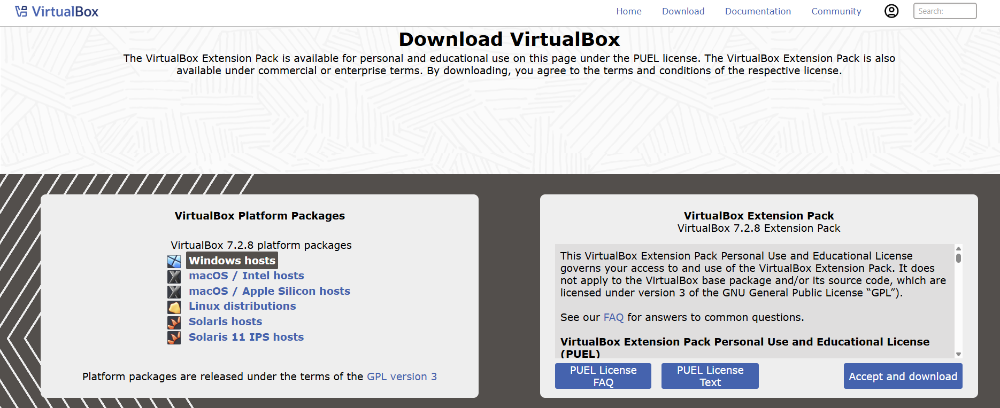 VirtualBox
Home
Download
Documentation
Community
Search:
Download VirtualBox
The VirtualBox Extension Pack is available for personal and educational use on this page under the PUEL license. The VirtualBox Extension Pack is also
available under commercial or enterprise terms. By downloading, you agree to the terms and conditions of the respective license.
VirtualBox Platform Packages
VirtualBox 7.2.8 platform packages
Windows hosts
macOS / Intel hosts
macOS / Apple Silicon hosts
Linux distributions
Solaris hosts
Solaris 11 IPS hosts
Platform packages are released under the terms of the GPL version 3
VirtualBox Extension Pack
VirtualBox 7.2.8 Extension Pack
This VirtualBox Extension Pack Personal Use and Educational License
governs your access to and use of the VirtualBox Extension Pack. It does
not apply to the VirtualBox base package and/or its source code, which are
licensed under version 3 of the GNU General Public License “GPL”).
See our FAQ for answers to common questions.
VirtualBox Extension Pack Personal Use and Educational License
(PUEL)
PUEL License
FAQ
PUEL License
Text
Accept and download